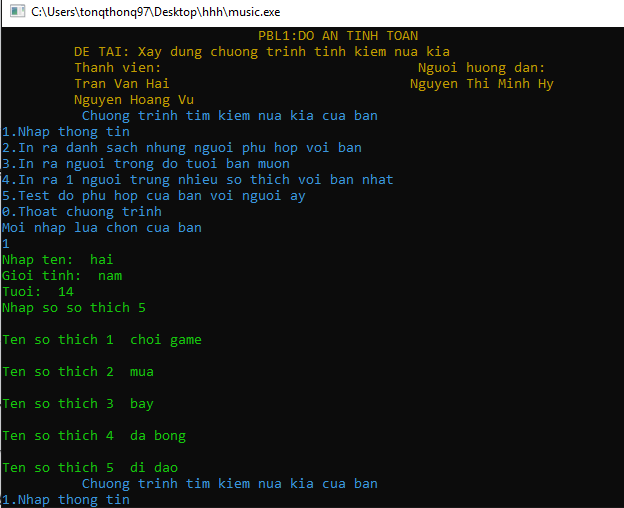 C:\Users\tonqthonq97\Desktop\hhh\music.exe
PBL1:DO AN TINH TOAN
DE TAI: Xay dung chuong trinh tinh kiem nua kia
Thanh vien: Nguoi huong dan:
Tran Van Hai Nguyen Thi Minh Hy
Nguyen Hoang Vu
Chuong trinh tim kiem nua kia cua ban
1.Nhap thong tin
2.In ra danh sach nhung nguoi phu hop voi ban
3.In ra nguoi trong do tuoi ban muon
4.In ra 1 nguoi trung nhieu so thich voi ban nhat
5.Test do phu hop cua ban voi nguoi ay
0.Thoat chuong trinh
Moi nhap lua chon cua ban
1
Nhap ten: hai
Gioi tinh: nam
Tuoi: 14
Nhap so so thich 5
Ten so thich 1 choi game
Ten so thich 2 mua
Ten so thich 3 bay
Ten so thich 4 da bong
Ten so thich 5 di dao
Chuong trinh tim kiem nua kia cua ban
1.Nhap thong tin